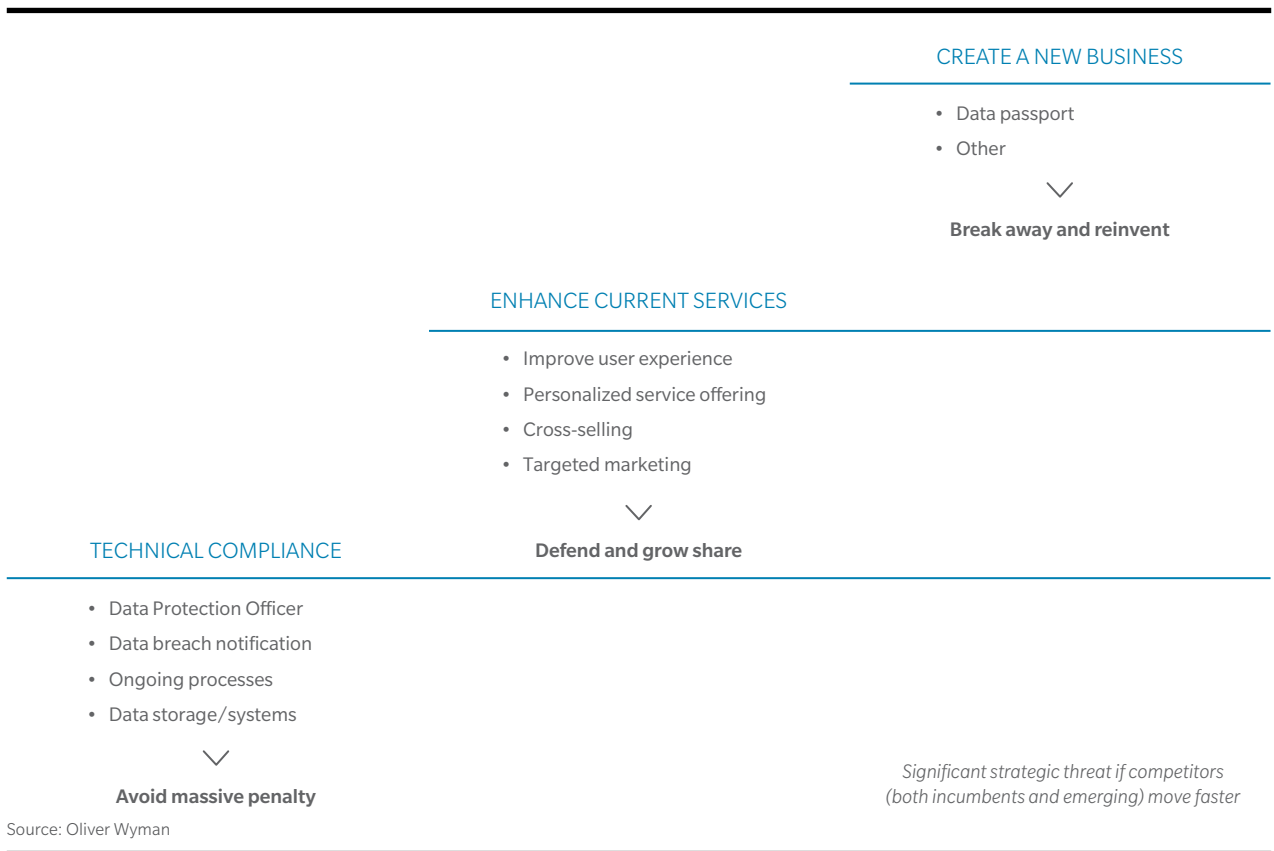 CREATE A NEW BUSINESS
• Data passport
• Other
Break away and reinvent
ENHANCE CURRENT SERVICES
• Improve user experience
• Personalized service offering
• Cross-selling
• Targeted marketing
Defend and grow share
TECHNICAL COMPLIANCE
• Data Protection Officer
• Data breach notification
• Ongoing processes
• Data storage/systems
Avoid massive penalty
Significant strategic threat if competitors
(both incumbents and emerging) move faster
Source: Oliver Wyman